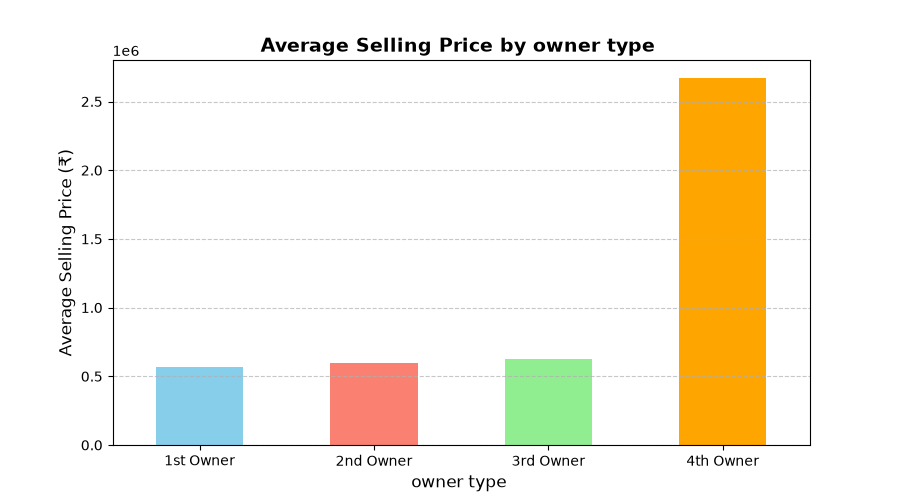 Average Selling Price by owner type
1e6
Average Selling Price (₹)
2.5
2.0
1.5
1.0
0.5
0.0
1st Owner 2nd Owner 3rd Owner 4th Owner
owner type